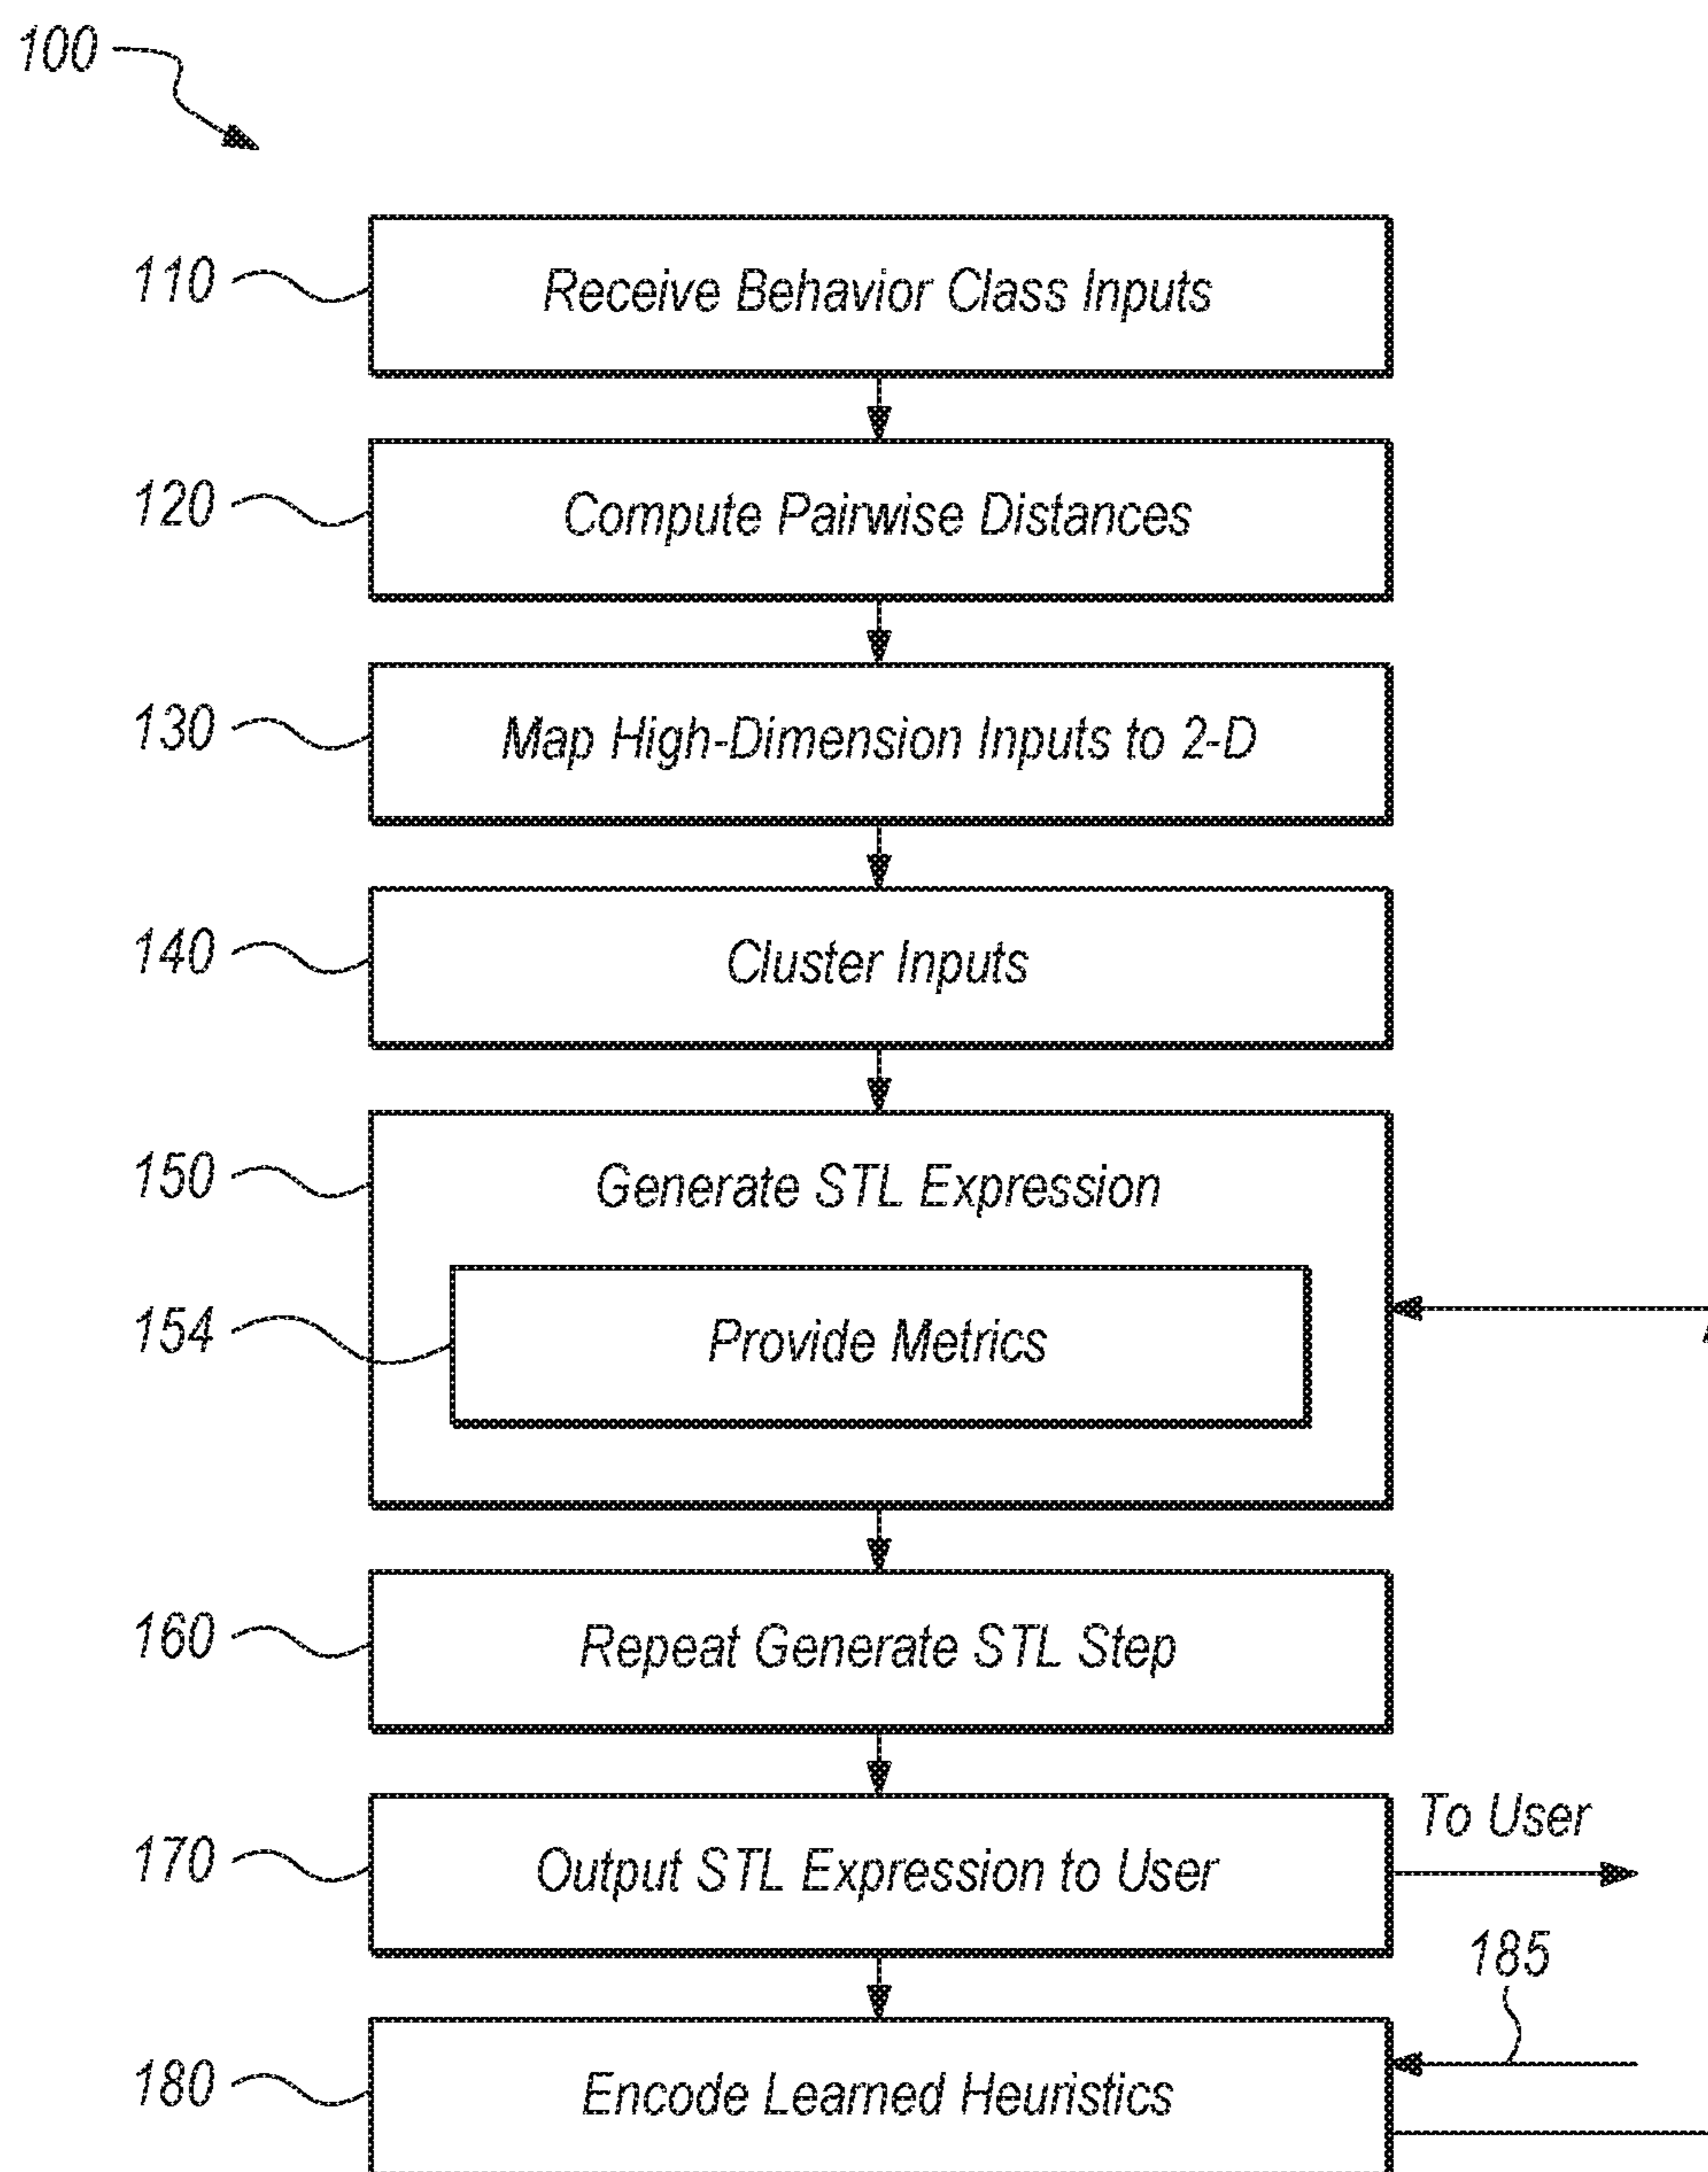 100
110
Receive Behavior Class Inputs
120
Compute Pairwise Distances
130
Map High-Dimension Inputs to 2-D
140
Cluster Inputs
150
Generate STL Expression
154
Provide Metrics
160
Repeat Generate STL Step
170
Output STL Expression to User
To User
185
180
Encode Learned Heuristics